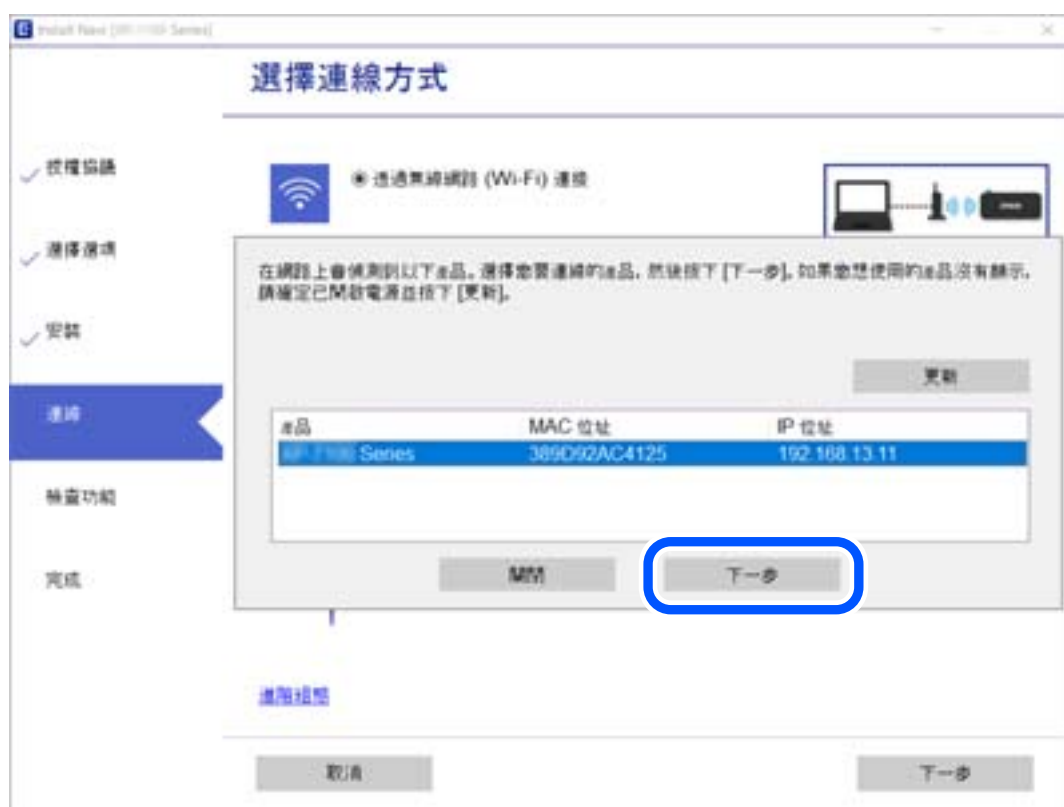 Install Navi [ Series]
選擇連線方式
授權協議
選擇選項
安裝
連線
檢查功能
完成
透過無線網路 (Wi-Fi) 連接
在網路上會偵測到以下產品。選擇您要連線的產品，然後按下 [下一步]。如果您想使用的產品沒有顯示，
請確定已開啟電源並按下 [更新]。
更新
產品 MAC 位址 IP 位址
Series 389D92AC4125 192.168.13.11
關閉 下一步
進階組態
取消 下一步